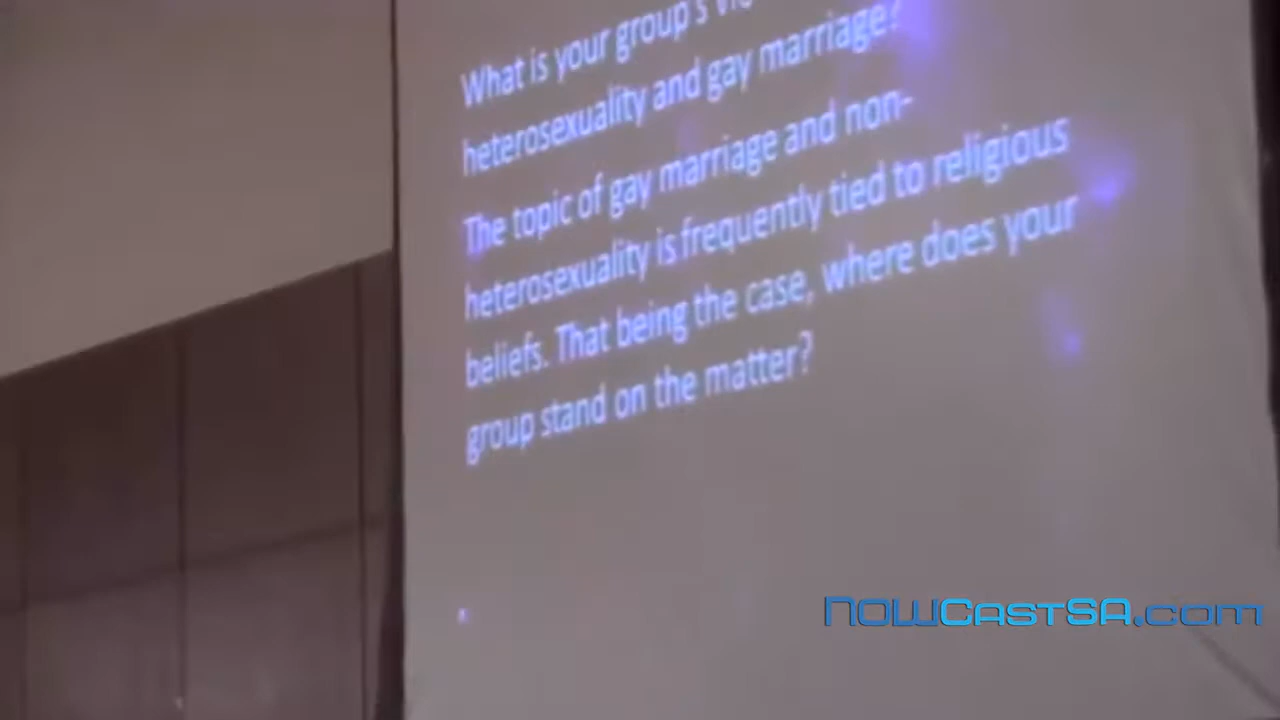 What is your group's
heterosexuality and gay marriage?
The topic of gay marriage and non-
heterosexuality is frequently tied to religious
beliefs. That being the case, where does your
group stand on the matter?
NOWCastSA.com